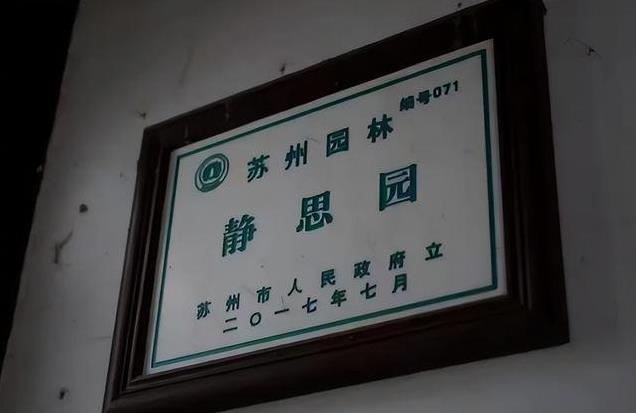 编号071
苏州园林
静思园
苏州市人民政府立
二〇一七年七月